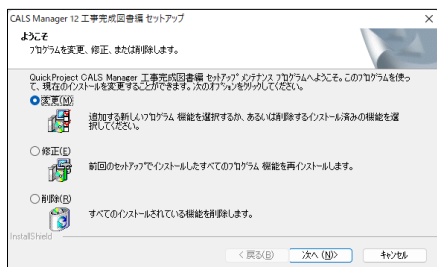 CALS Manager 12 工事完成図書編 セットアップ
ようこそ
プログラムを変更、修正、または削除します。
QuickProject CALS Manager 工事完成図書編 セットアップ メンテナンス プログラムへようこそ。このプログラムを使っ
て、現在のインストールを変更することができます。次のオプションをクリックしてください。
変更(M)
追加する新しいプログラム 機能を選択するか、あるいは削除するインストール済みの機能を選
択してください。
修正(E)
前回のセットアップでインストールしたすべてのプログラム 機能を再インストールします。
削除(R)
すべてのインストールされている機能を削除します。
InstallShield
< 戻る(B) 次へ (N)> キャンセル